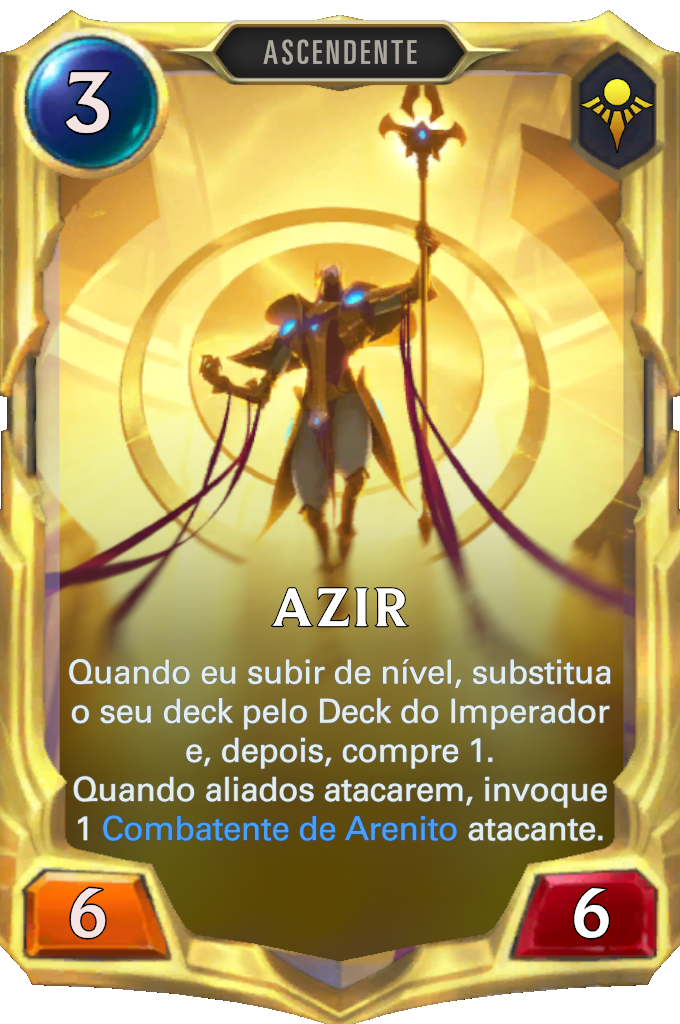 ASCENDENTE
3
AZIR
Quando eu subir de nível, substitua
o seu deck pelo Deck do Imperador
e, depois, compre 1.
Quando aliados atacarem, invoque
1 Combatente de Arenito atacante.
6
6